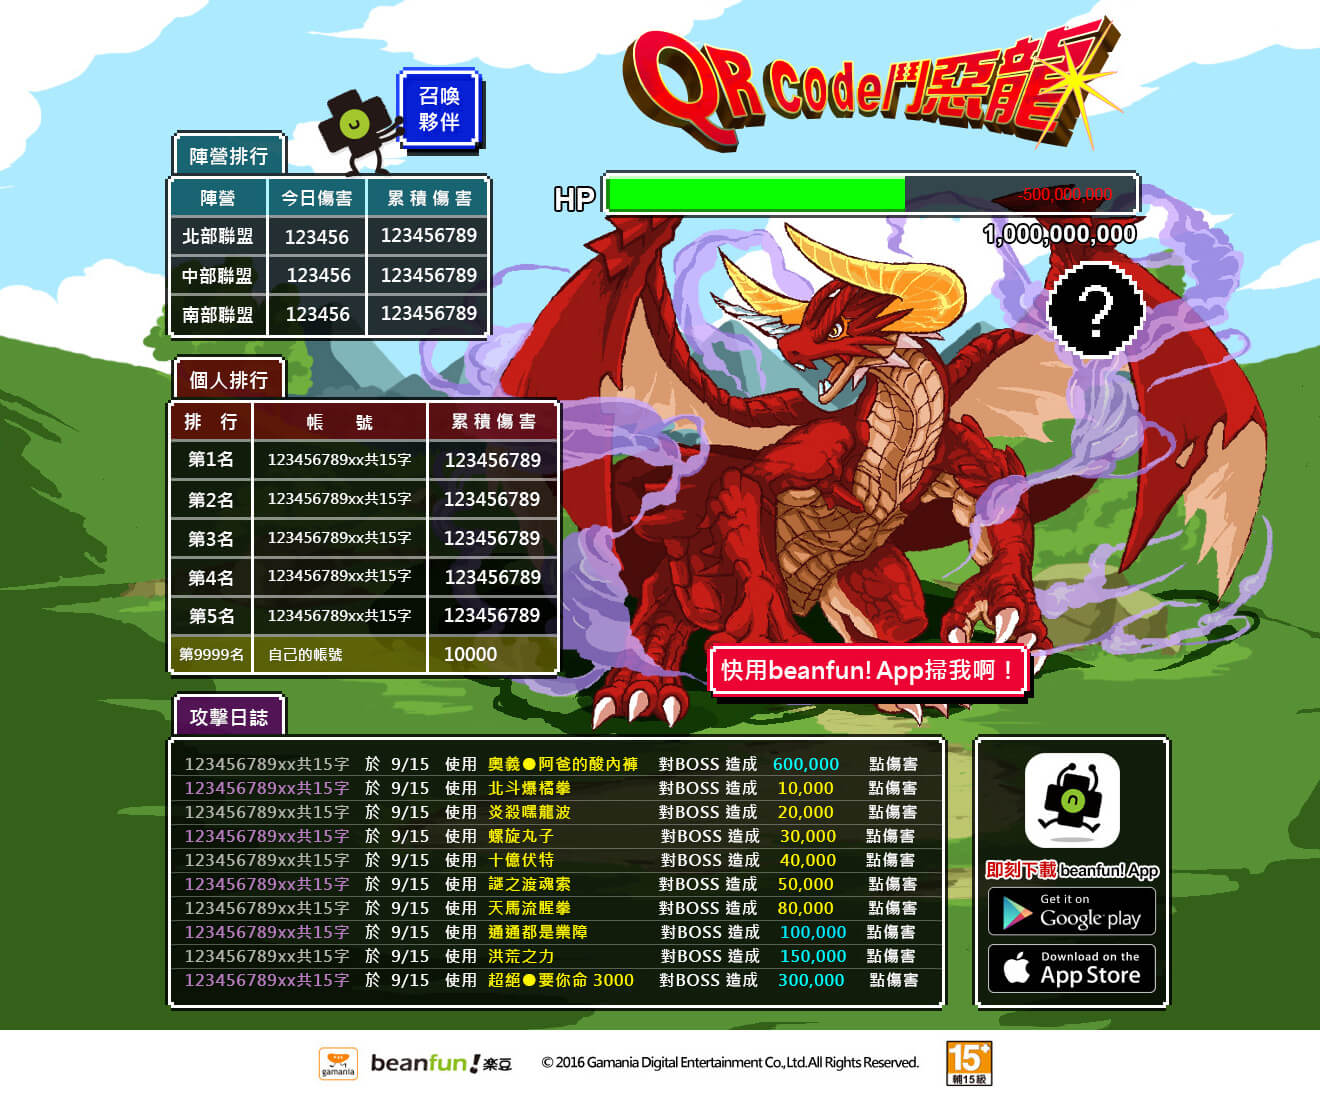 QR Code鬥惡龍
召喚
夥伴
陣營排行
陣營 今日傷害 累積傷害
北部聯盟 123456 123456789
中部聯盟 123456 123456789
南部聯盟 123456 123456789
HP
-500,000,000
1,000,000,000
?
個人排行
排 行 帳 號 累積傷害
第1名 123456789xx共15字 123456789
第2名 123456789xx共15字 123456789
第3名 123456789xx共15字 123456789
第4名 123456789xx共15字 123456789
第5名 123456789xx共15字 123456789
第9999名 自己的帳號 10000
快用beanfun! App掃我啊！
攻擊日誌
123456789xx共15字 於 9/15 使用 奧義●阿爸的酸內褲 對BOSS 造成 600,000 點傷害
123456789xx共15字 於 9/15 使用 北斗爆橘拳 對BOSS 造成 10,000 點傷害
123456789xx共15字 於 9/15 使用 炎殺嘿龍波 對BOSS 造成 20,000 點傷害
123456789xx共15字 於 9/15 使用 螺旋丸子 對BOSS 造成 30,000 點傷害
123456789xx共15字 於 9/15 使用 十億伏特 對BOSS 造成 40,000 點傷害
123456789xx共15字 於 9/15 使用 謎之渡魂索 對BOSS 造成 50,000 點傷害
123456789xx共15字 於 9/15 使用 天馬流腥拳 對BOSS 造成 80,000 點傷害
123456789xx共15字 於 9/15 使用 通通都是業障 對BOSS 造成 100,000 點傷害
123456789xx共15字 於 9/15 使用 洪荒之力 對BOSS 造成 150,000 點傷害
123456789xx共15字 於 9/15 使用 超絕●要你命 3000 對BOSS 造成 300,000 點傷害
即刻下載 beanfun! App
Get it on
Google play
Download on the
App Store
gamania
beanfun!樂豆
© 2016 Gamania Digital Entertainment Co.,Ltd.All Rights Reserved.
15+
輔15級